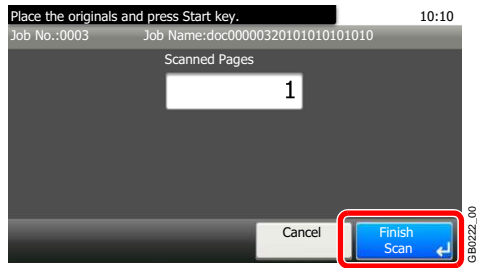 Place the originals and press Start key.
10:10
Job No.:0003
Job Name:doc00000320101010101010
Scanned Pages
1
Cancel
Finish
Scan
GB0222_00